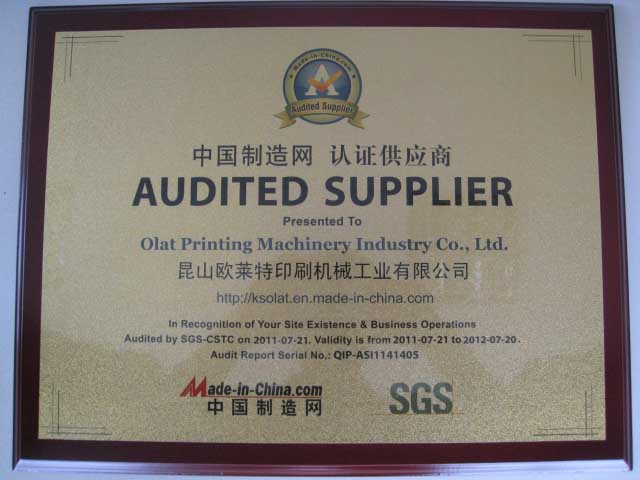 Made-in-China.com
A
Audited Supplier
中国制造网 认证供应商
AUDITED SUPPLIER
Presented To
Olat Printing Machinery Industry Co., Ltd.
昆山欧莱特印刷机械工业有限公司
http://ksolat.en.made-in-china.com
In Recognition of Your Site Existence & Business Operations
Audited by SGS-CSTC on 2011-07-21. Validity is from 2011-07-21 to 2012-07-20.
Audit Report Serial No.: QIP-ASI1141405
Made-in-China.com
中国制造网
SGS